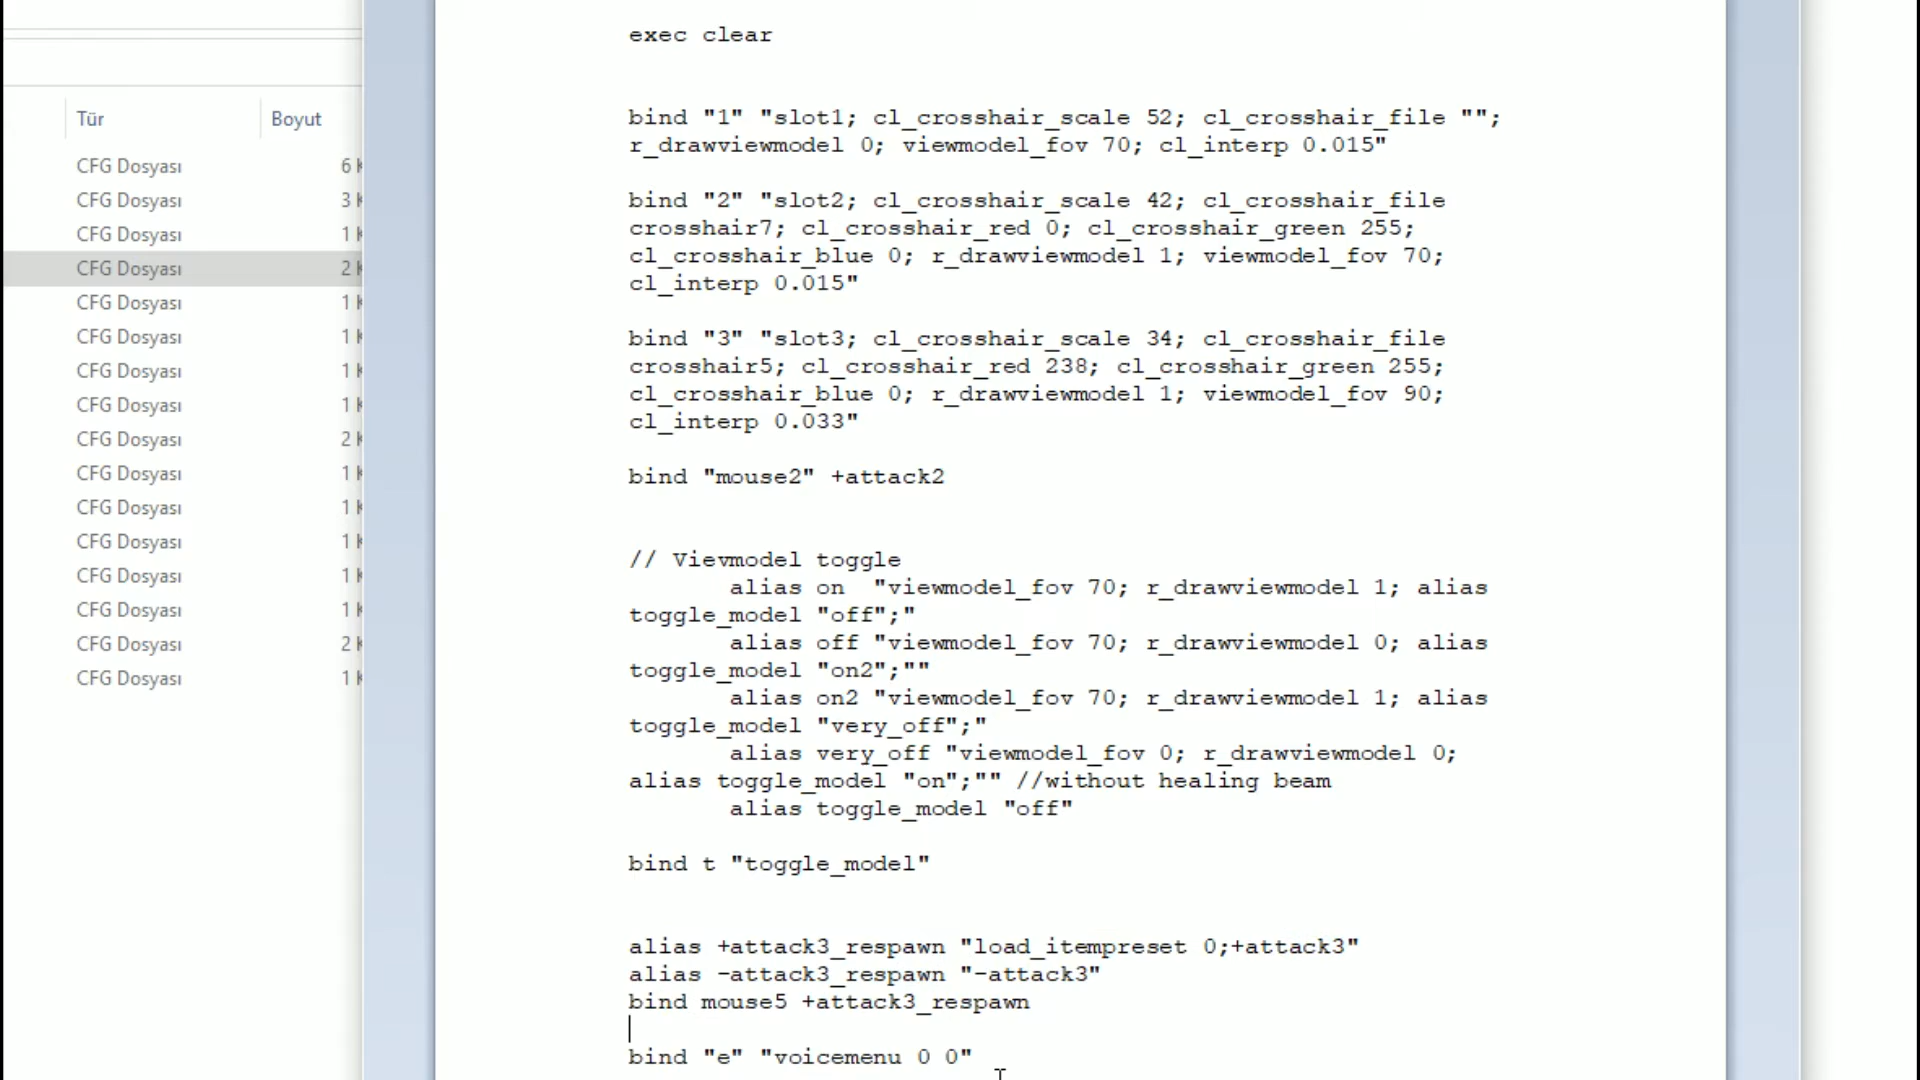 Tür Boyut
CFG Dosyası 6 K
CFG Dosyası 3 K
CFG Dosyası 1 K
CFG Dosyası 2 K
CFG Dosyası 1 K
CFG Dosyası 1 K
CFG Dosyası 1 K
CFG Dosyası 1 K
CFG Dosyası 2 K
CFG Dosyası 1 K
CFG Dosyası 1 K
CFG Dosyası 1 K
CFG Dosyası 1 K
CFG Dosyası 1 K
CFG Dosyası 2 K
CFG Dosyası 1 K
exec clear
bind "1" "slot1; cl_crosshair_scale 52; cl_crosshair_file "";
r_drawviewmodel 0; viewmodel_fov 70; cl_interp 0.015"
bind "2" "slot2; cl_crosshair_scale 42; cl_crosshair_file
crosshair7; cl_crosshair_red 0; cl_crosshair_green 255;
cl_crosshair_blue 0; r_drawviewmodel 1; viewmodel_fov 70;
cl_interp 0.015"
bind "3" "slot3; cl_crosshair_scale 34; cl_crosshair_file
crosshair5; cl_crosshair_red 238; cl_crosshair_green 255;
cl_crosshair_blue 0; r_drawviewmodel 1; viewmodel_fov 90;
cl_interp 0.033"
bind "mouse2" +attack2
// Vievmodel toggle
alias on "viewmodel_fov 70; r_drawviewmodel 1; alias
toggle_model "off";"
alias off "viewmodel_fov 70; r_drawviewmodel 0; alias
toggle_model "on2";""
alias on2 "viewmodel_fov 70; r_drawviewmodel 1; alias
toggle_model "very_off";"
alias very_off "viewmodel_fov 0; r_drawviewmodel 0;
alias toggle_model "on";"" //without healing beam
alias toggle_model "off"
bind t "toggle_model"
alias +attack3_respawn "load_itempreset 0;+attack3"
alias -attack3_respawn "-attack3"
bind mouse5 +attack3_respawn
bind "e" "voicemenu 0 0"